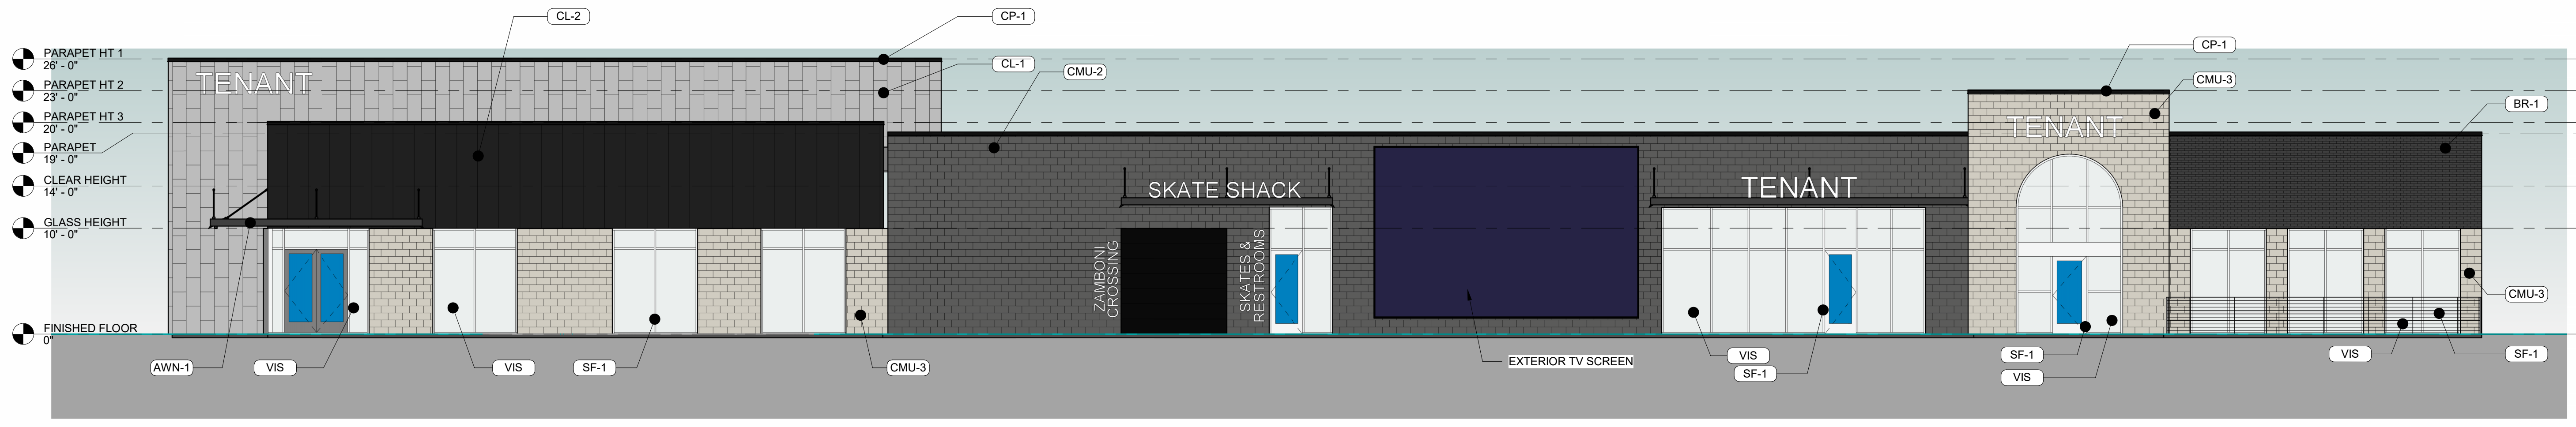 CL-2
CP-1
CP-1
PARAPET HT 1
26' - 0"
CL-1
CMU-2
TENANT
PARAPET HT 2
23' - 0"
CMU-3
BR-1
PARAPET HT 3
20' - 0"
TENANT
PARAPET
19' - 0"
CLEAR HEIGHT
14' - 0"
SKATE SHACK
TENANT
GLASS HEIGHT
10' - 0"
ZAMBONI
CROSSING
SKATES &
RESTROOMS
CMU-3
FINISHED FLOOR
0"
AWN-1
VIS
VIS
SF-1
CMU-3
EXTERIOR TV SCREEN
VIS
SF-1
SF-1
VIS
VIS
SF-1